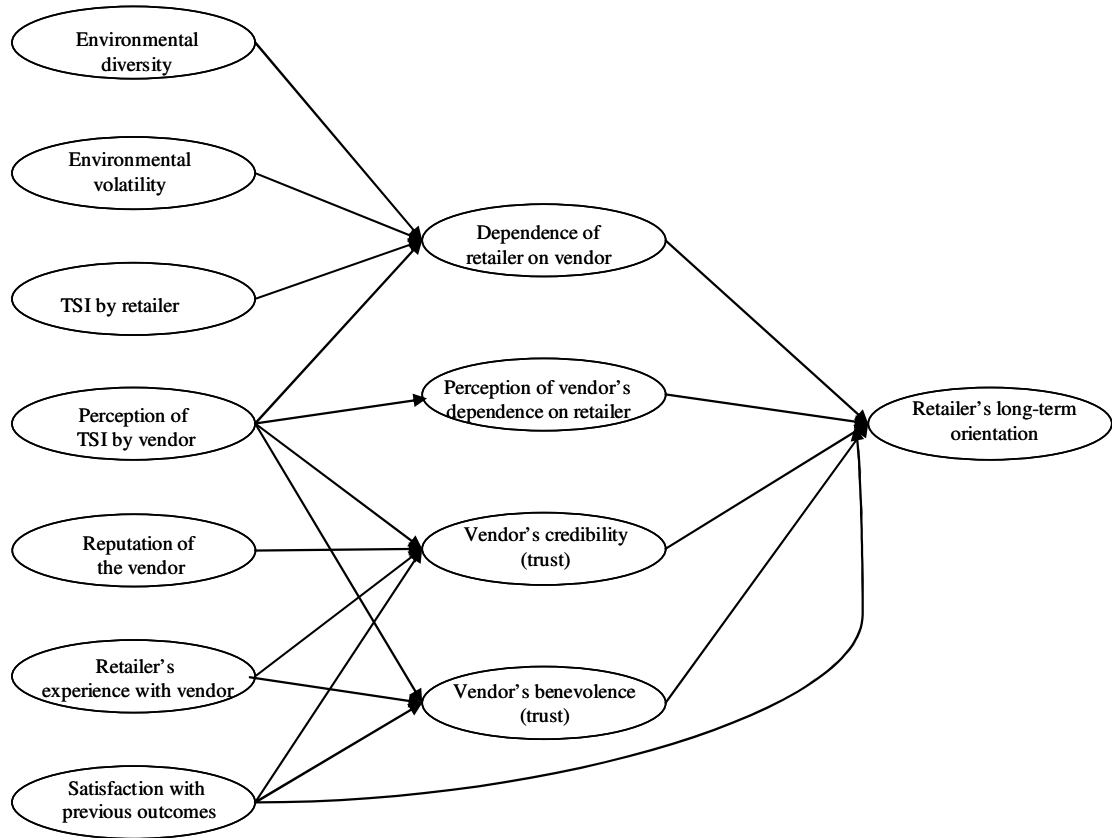 Environmental
diversity
Environmental
volatility
TSI by retailer
Perception of
TSI by vendor
Reputation of
the vendor
Retailer’s
experience with vendor
Satisfaction with
previous outcomes
Dependence of
retailer on vendor
Perception of vendor’s
dependence on retailer
Vendor’s credibility
(trust)
Vendor’s benevolence
(trust)
Retailer’s long-term
orientation